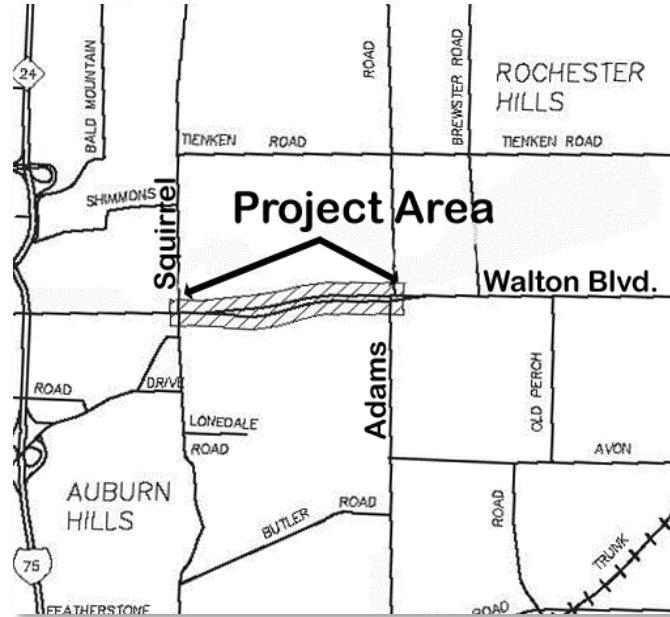 24
BALD MOUNTAIN
ROAD
BREWSTER ROAD
ROCHESTER
HILLS
TIENKEN ROAD
TIENKEN ROAD
SHIMMONS
Squirrel
Project Area
Walton Blvd.
ROAD
DRIVE
Adams
OLD PERCH
LONEDALE
ROAD
AVON
AUBURN
HILLS
BUTLER
ROAD
ROAD
TRUNK
75
FEATHERSTONE
ROAD